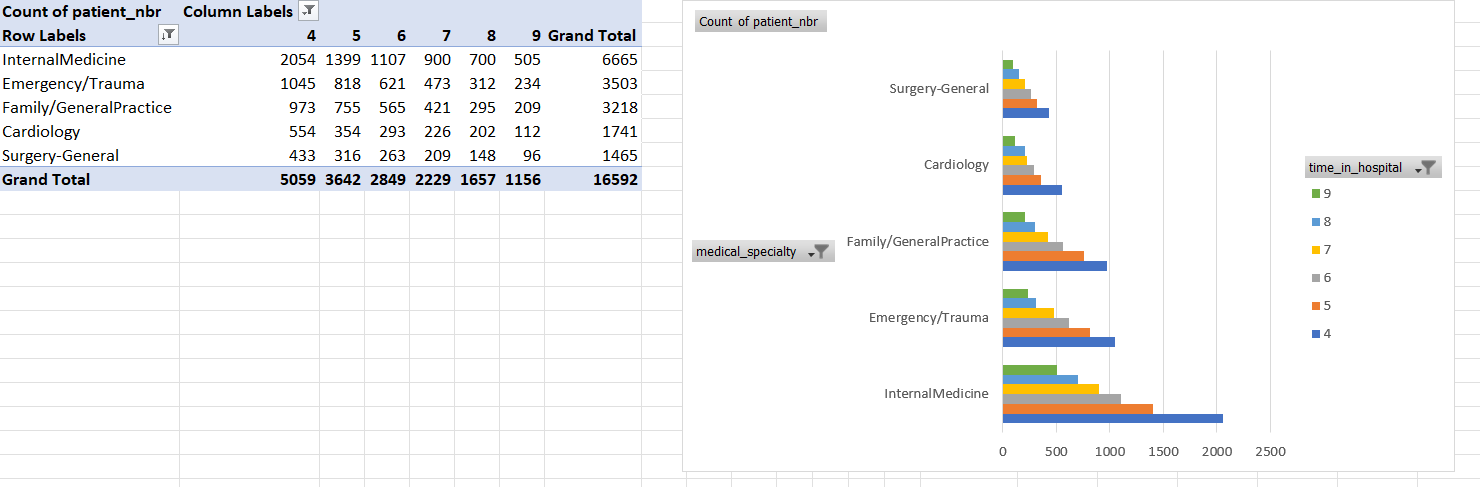 Count of patient_nbr Column Labels
Row Labels 4 5 6 7 8 9 Grand Total
InternalMedicine 2054 1399 1107 900 700 505 6665
Emergency/Trauma 1045 818 621 473 312 234 3503
Family/GeneralPractice 973 755 565 421 295 209 3218
Cardiology 554 354 293 226 202 112 1741
Surgery-General 433 316 263 209 148 96 1465
Grand Total 5059 3642 2849 2229 1657 1156 16592
Count of patient_nbr
Surgery-General
Cardiology
Family/GeneralPractice
medical_specialty
Emergency/Trauma
InternalMedicine
0 500 1000 1500 2000 2500
time_in_hospital
9
8
7
6
5
4